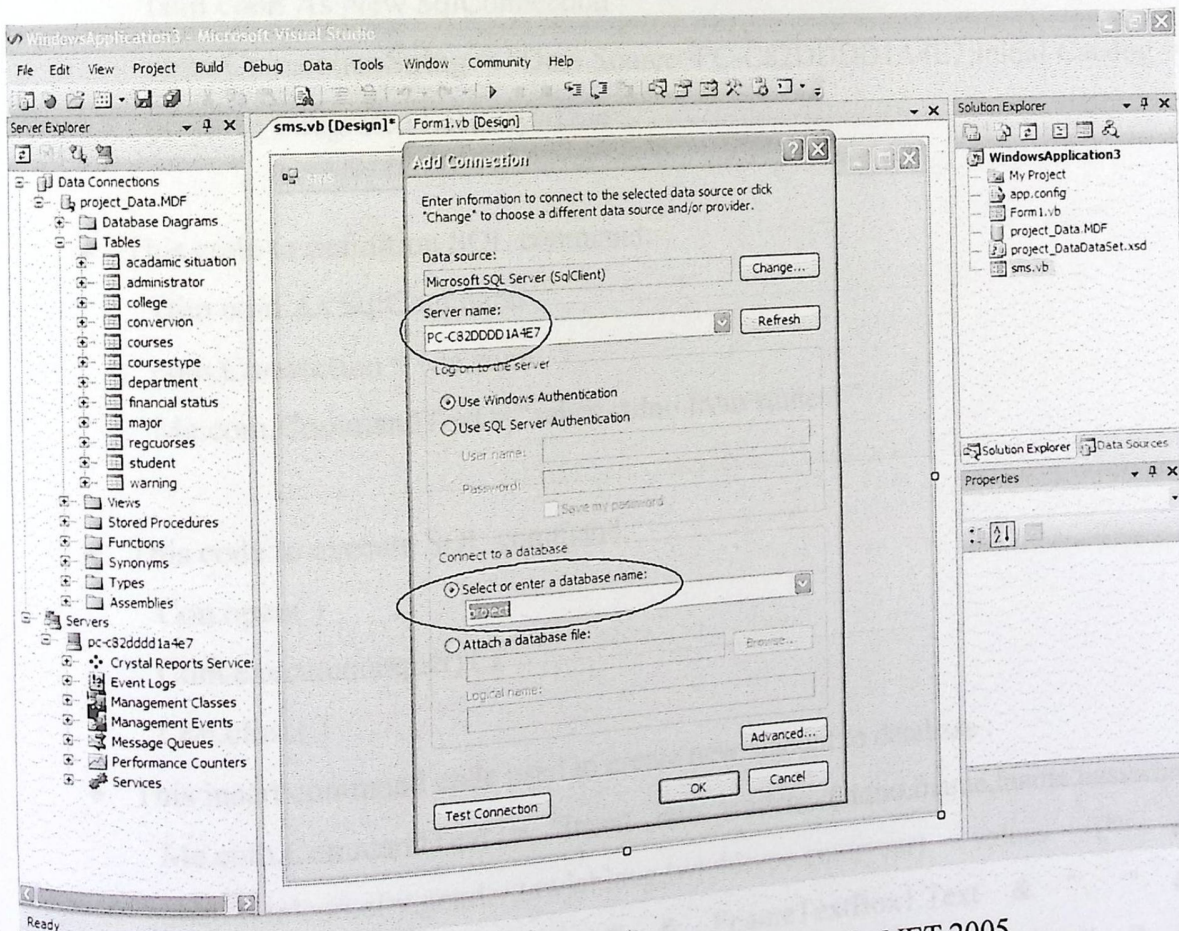 WindowsApplication3 - Microsoft Visual Studio
File Edit View Project Build Debug Data Tools Window Community Help
Server Explorer
Data Connections
project_Data.MDF
Database Diagrams
Tables
acadamic situation
administrator
college
convervion
courses
coursestype
department
financial status
major
regcuorses
student
warning
Views
Stored Procedures
Functions
Synonyms
Types
Assemblies
Servers
pc-c82dddd1a4e7
Crystal Reports Service
Event Logs
Management Classes
Management Events
Message Queues
Performance Counters
Services
Ready
sms.vb [Design]* Form1.vb [Design]
sms
Add Connection
Enter information to connect to the selected data source or click
"Change" to choose a different data source and/or provider.
Data source:
Microsoft SQL Server (SqlClient) Change...
Server name:
PC-C82DDDD1A4E7 Refresh
Log on to the server
Use Windows Authentication
Use SQL Server Authentication
User name:
Password:
Save my password
Connect to a database
Select or enter a database name:
project
Attach a database file:
Browse...
Logical name:
Advanced...
Test Connection OK Cancel
Solution Explorer
WindowsApplication3
My Project
app.config
Form1.vb
project_Data.MDF
project_DataDataSet.xsd
sms.vb
Solution Explorer Data Sources
Properties
NET 2005